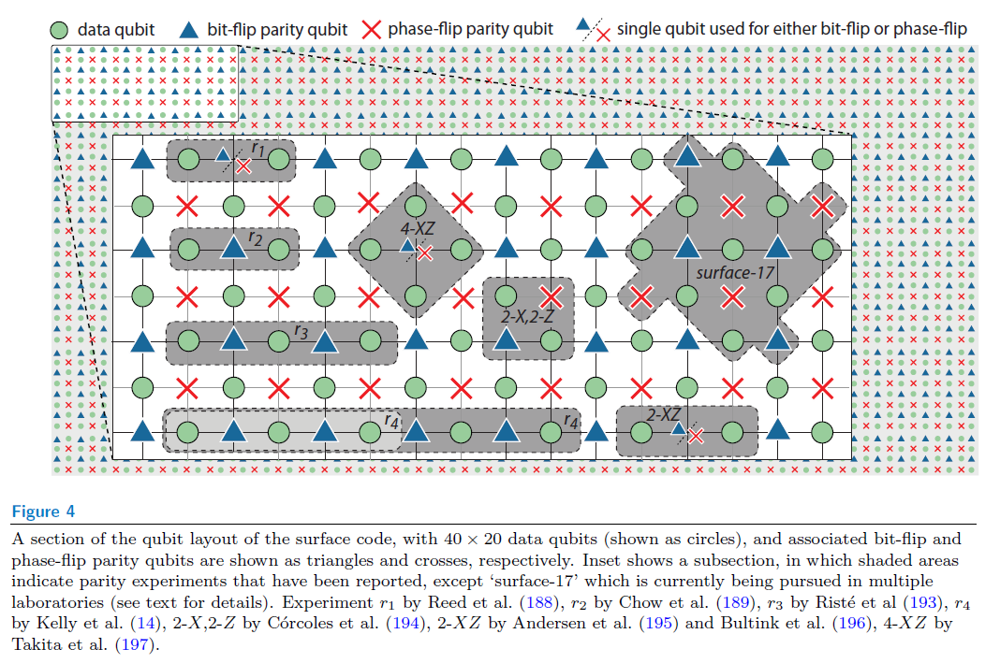 data qubit bit-flip parity qubit phase-flip parity qubit single qubit used for either bit-flip or phase-flip
r1
4-XZ
r2
surface-17
2-X,2-Z
r3
2-XZ
r4 r4
Figure 4
A section of the qubit layout of the surface code, with 40 × 20 data qubits (shown as circles), and associated bit-flip and
phase-flip parity qubits are shown as triangles and crosses, respectively. Inset shows a subsection, in which shaded areas
indicate parity experiments that have been reported, except ‘surface-17’ which is currently being pursued in multiple
laboratories (see text for details). Experiment r1 by Reed et al. (188), r2 by Chow et al. (189), r3 by Risté et al (193), r4
by Kelly et al. (14), 2-X,2-Z by Córcoles et al. (194), 2-XZ by Andersen et al. (195) and Bultink et al. (196), 4-XZ by
Takita et al. (197).